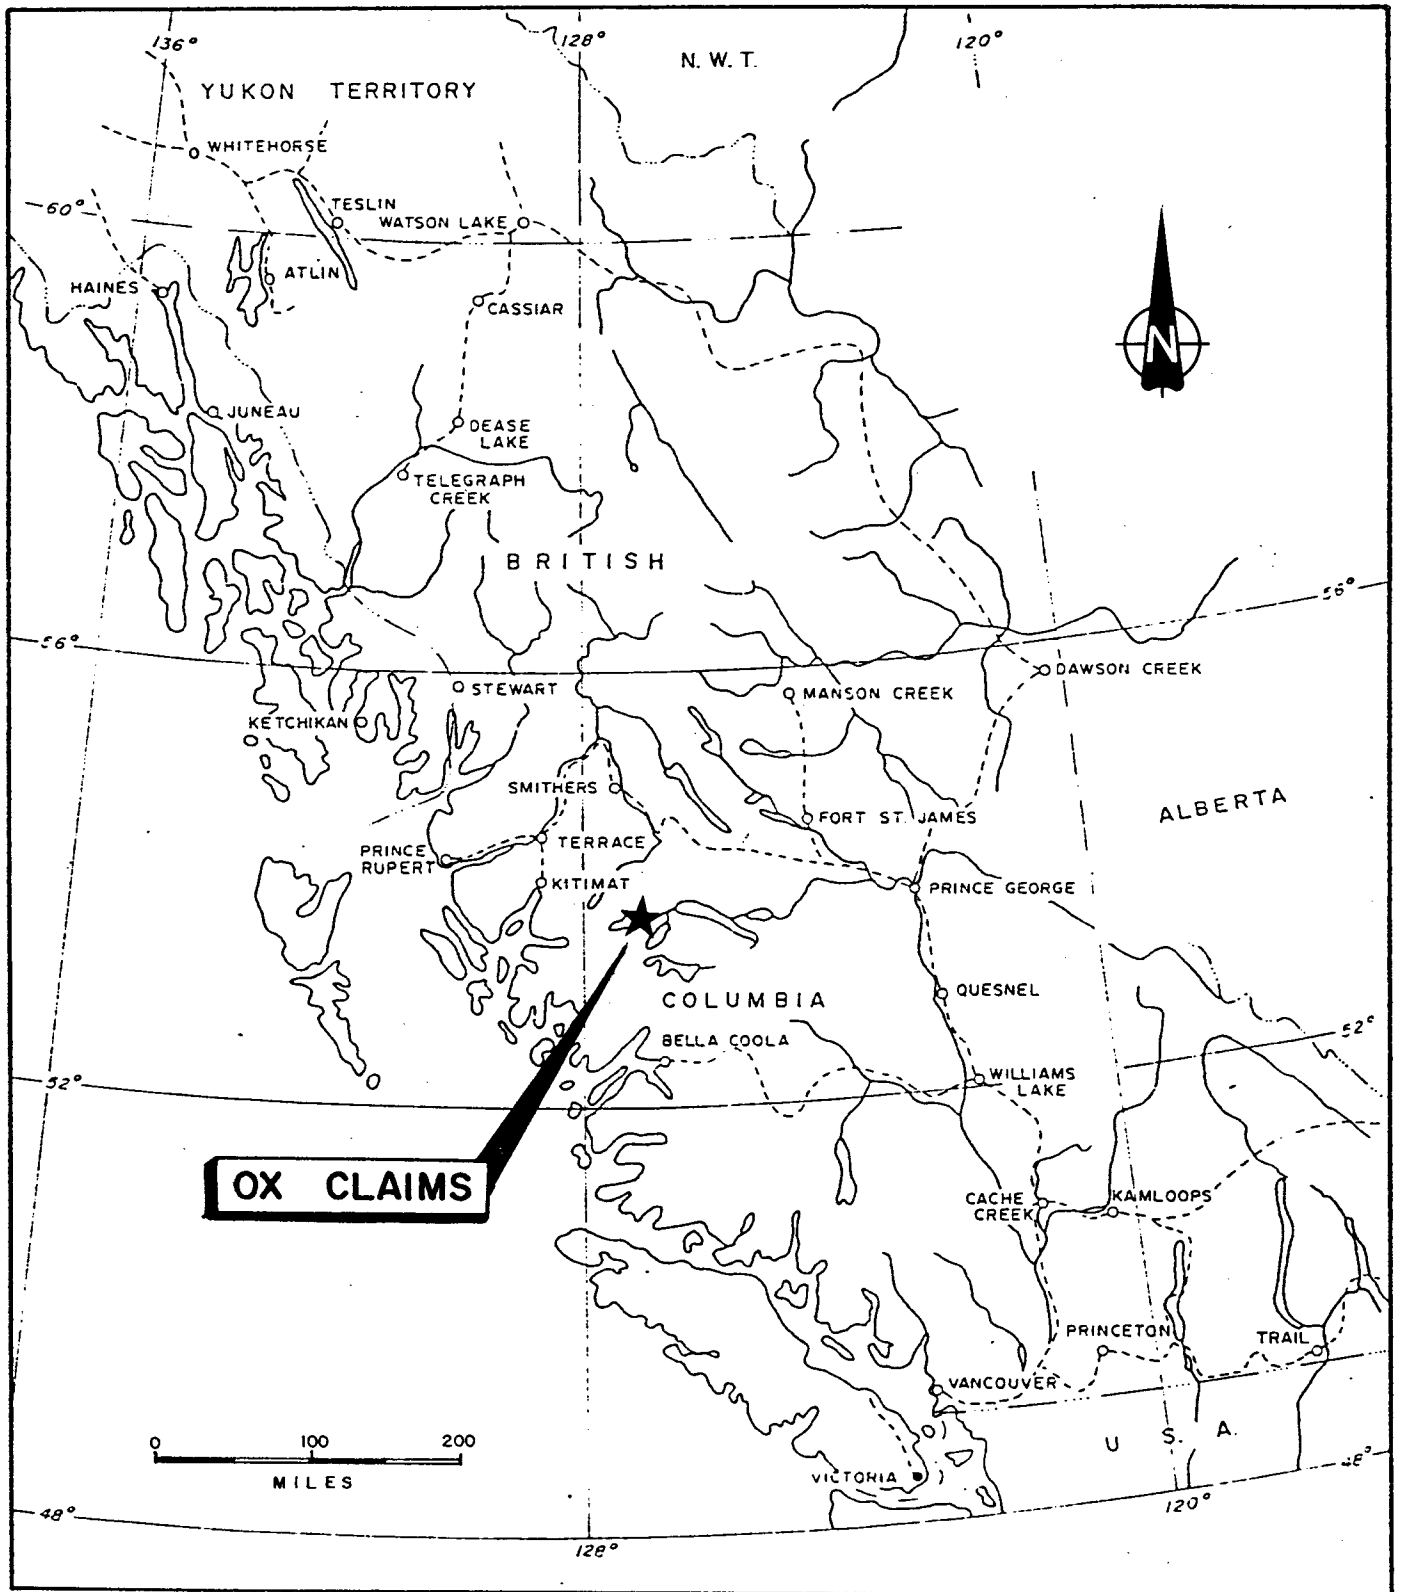 136°
128°
120°
N. W. T.
YUKON TERRITORY
WHITEHORSE
60°
TESLIN
WATSON LAKE
ATLIN
HAINES
CASSIAR
N
JUNEAU
DEASE
LAKE
TELEGRAPH
CREEK
BRITISH
56°
56°
DAWSON CREEK
STEWART
MANSON CREEK
KETCHIKAN
SMITHERS
ALBERTA
FORT ST. JAMES
TERRACE
PRINCE
RUPERT
KITIMAT
PRINCE GEORGE
QUESNEL
COLUMBIA
52°
BELLA COOLA
WILLIAMS
LAKE
52°
OX CLAIMS
CACHE
CREEK
KAMLOOPS
PRINCETON
TRAIL
VANCOUVER
U. S. A.
0 100 200
MILES
VICTORIA
48°
48°
120°
128°